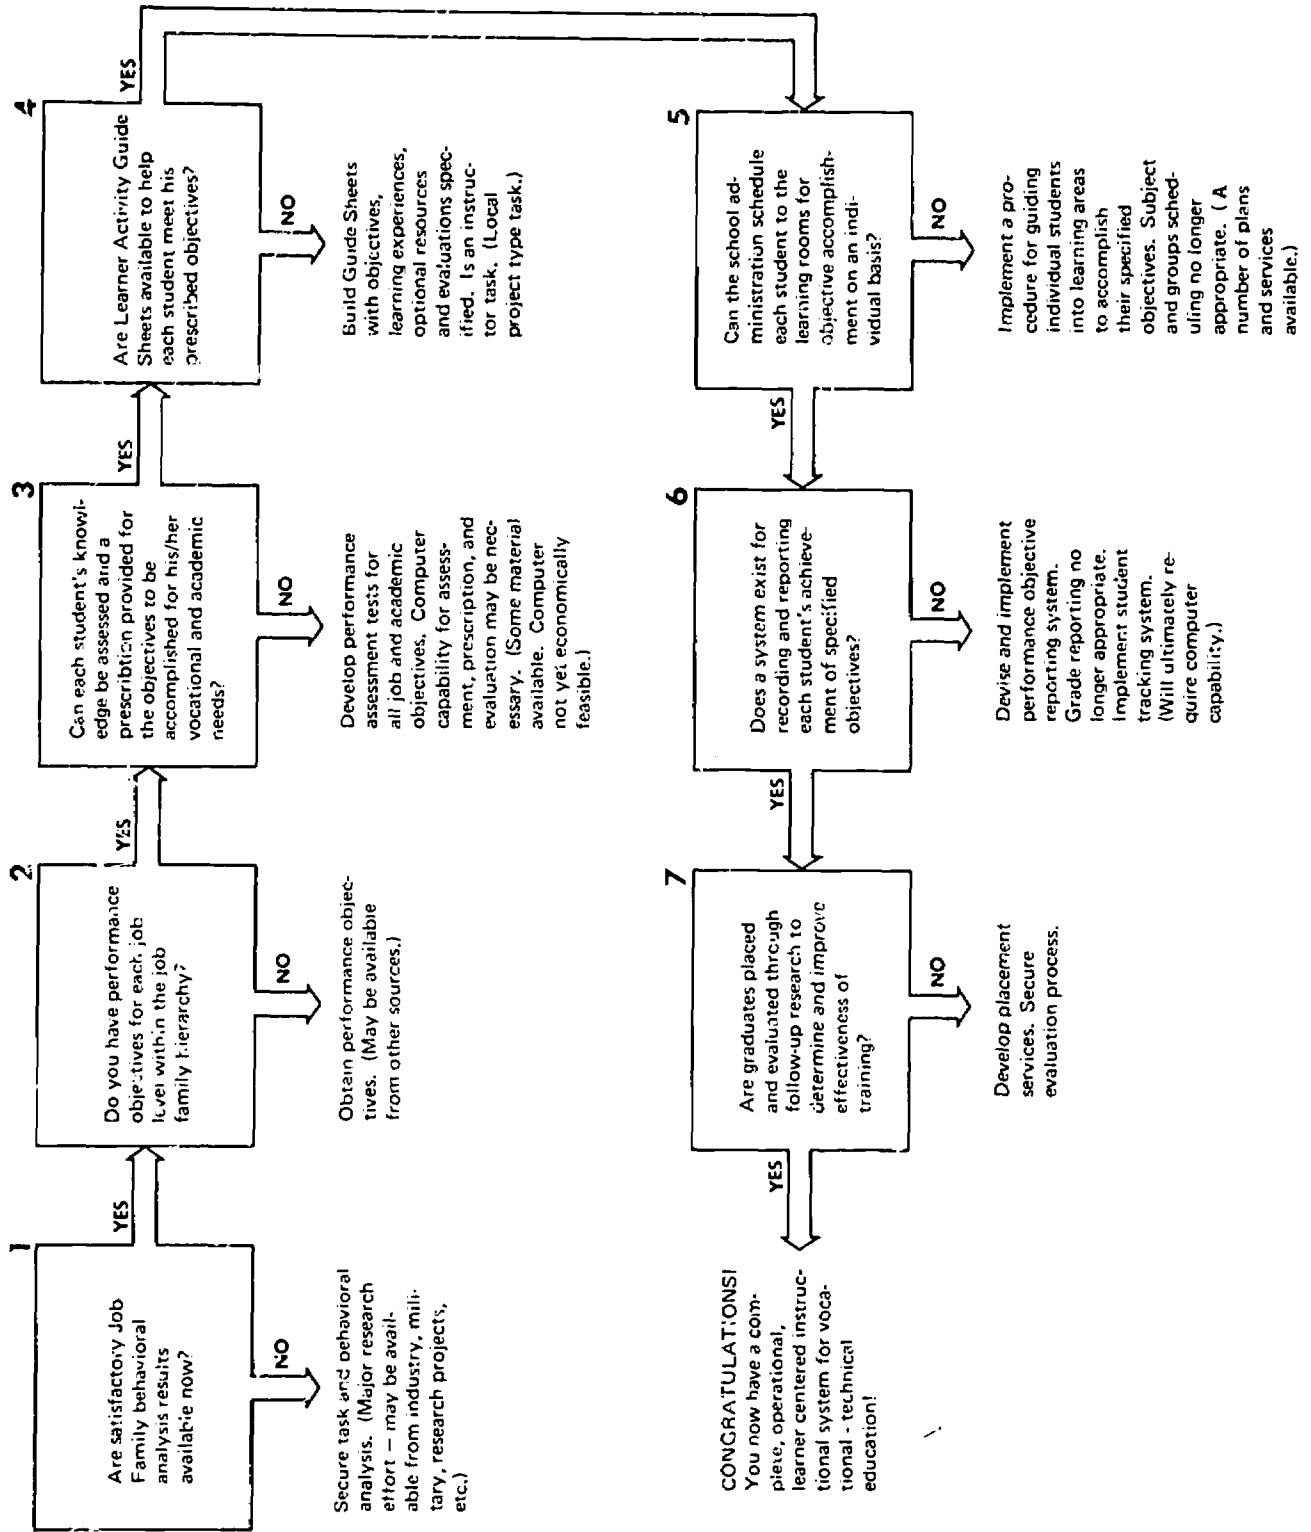 1
Are satisfactory Job
Family behavioral
analysis results
available now?
YES
NO
Secure task and behavioral
analysis. (Major research
effort — may be avail-
able from industry, mili-
tary, research projects,
etc.)
2
Do you have performance
objectives for each job
level within the job
family hierarchy?
YES
NO
Obtain performance objec-
tives. (May be available
from other sources.)
3
Can each student's knowl-
edge be assessed and a
prescription provided for
the objectives to be
accomplished for his/her
vocational and academic
needs?
YES
NO
Develop performance
assessment tests for
all job and academic
objectives. Computer
capability for assess-
ment, prescription, and
evaluation may be nec-
essary. (Some material
available. Computer
not yet economically
feasible.)
4
Are Learner Activity Guide
Sheets available to help
each student meet his
prescribed objectives?
YES
NO
Build Guide Sheets
with objectives,
learning experiences,
optional resources
and evaluations spec-
ified. Is an instruc-
tor task. (Local
project type task.)
5
Can the school ad-
ministration schedule
each student to the
learning rooms for
objective accomplish-
ment on an indi-
vidual basis?
YES
NO
Implement a pro-
cedure for guiding
individual students
into learning areas
to accomplish
their specified
objectives. Subject
and groups sched-
uling no longer
appropriate. ( A
number of plans
and services
available.)
6
Does a system exist for
recording and reporting
each student's achieve-
ment of specified
objectives?
YES
NO
Devise and implement
performance objective
reporting system.
Grade reporting no
longer appropriate.
Implement student
tracking system.
(Will ultimately re-
quire computer
capability.)
7
Are graduates placed
and evaluated through
follow-up research to
determine and improve
effectiveness of
training?
YES
NO
Develop placement
services. Secure
evaluation process.
CONGRATULATIONS!
You now have a com-
plete, operational,
learner centered instruc-
tional system for voca-
tional - technical
education!